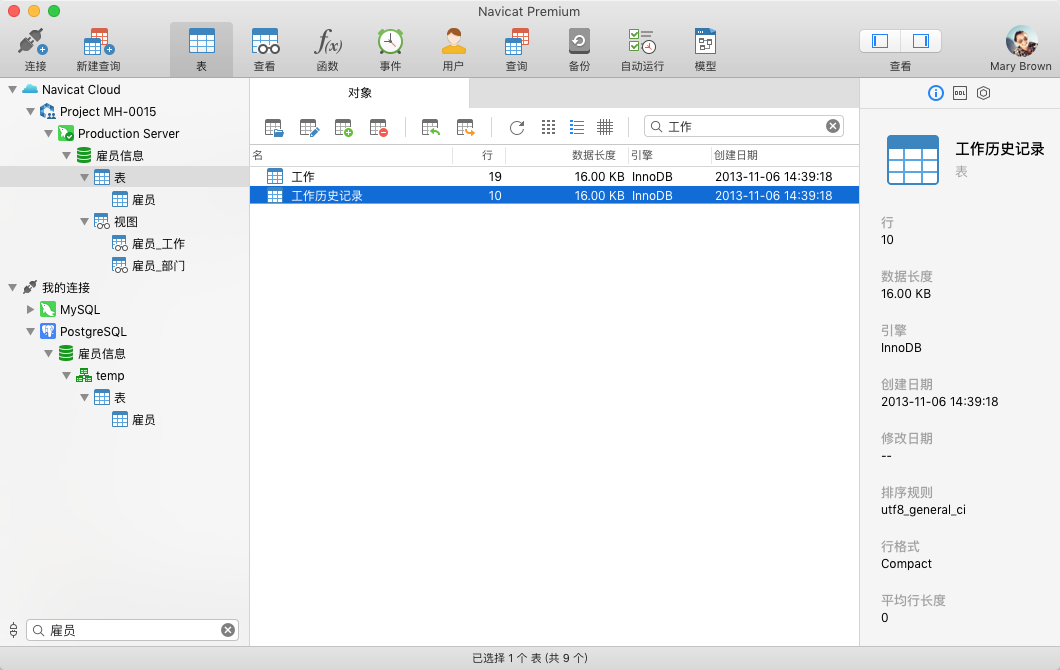 Navicat Premium
连接
新建查询
表
查看
函数
事件
用户
查询
备份
自动运行
模型
查看
Mary Brown
Navicat Cloud
Project MH-0015
Production Server
雇员信息
表
雇员
视图
雇员_工作
雇员_部门
我的连接
MySQL
PostgreSQL
雇员信息
temp
表
雇员
雇员
对象
工作
名 行 数据长度 引擎 创建日期
工作 19 16.00 KB InnoDB 2013-11-06 14:39:18
工作历史记录 10 16.00 KB InnoDB 2013-11-06 14:39:18
DDL
工作历史记录
表
行
10
数据长度
16.00 KB
引擎
InnoDB
创建日期
2013-11-06 14:39:18
修改日期
--
排序规则
utf8_general_ci
行格式
Compact
平均行长度
0
已选择 1 个 表 (共 9 个)